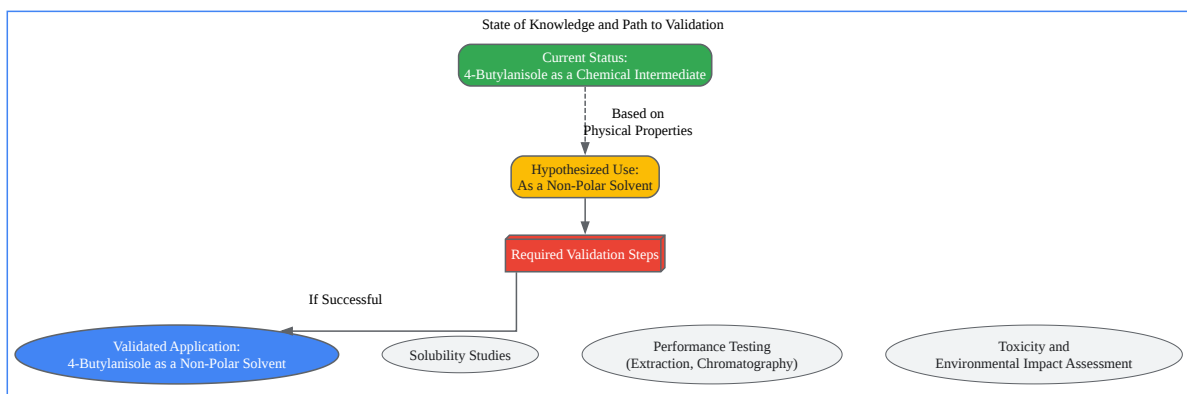 State of Knowledge and Path to Validation
Current Status:
4-Butylanisole as a Chemical Intermediate
Based on
Physical Properties
Hypothesized Use:
As a Non-Polar Solvent
Required Validation Steps
If Successful
Validated Application:
4-Butylanisole as a Non-Polar Solvent
Solubility Studies
Performance Testing
(Extraction, Chromatography)
Toxicity and
Environmental Impact Assessment